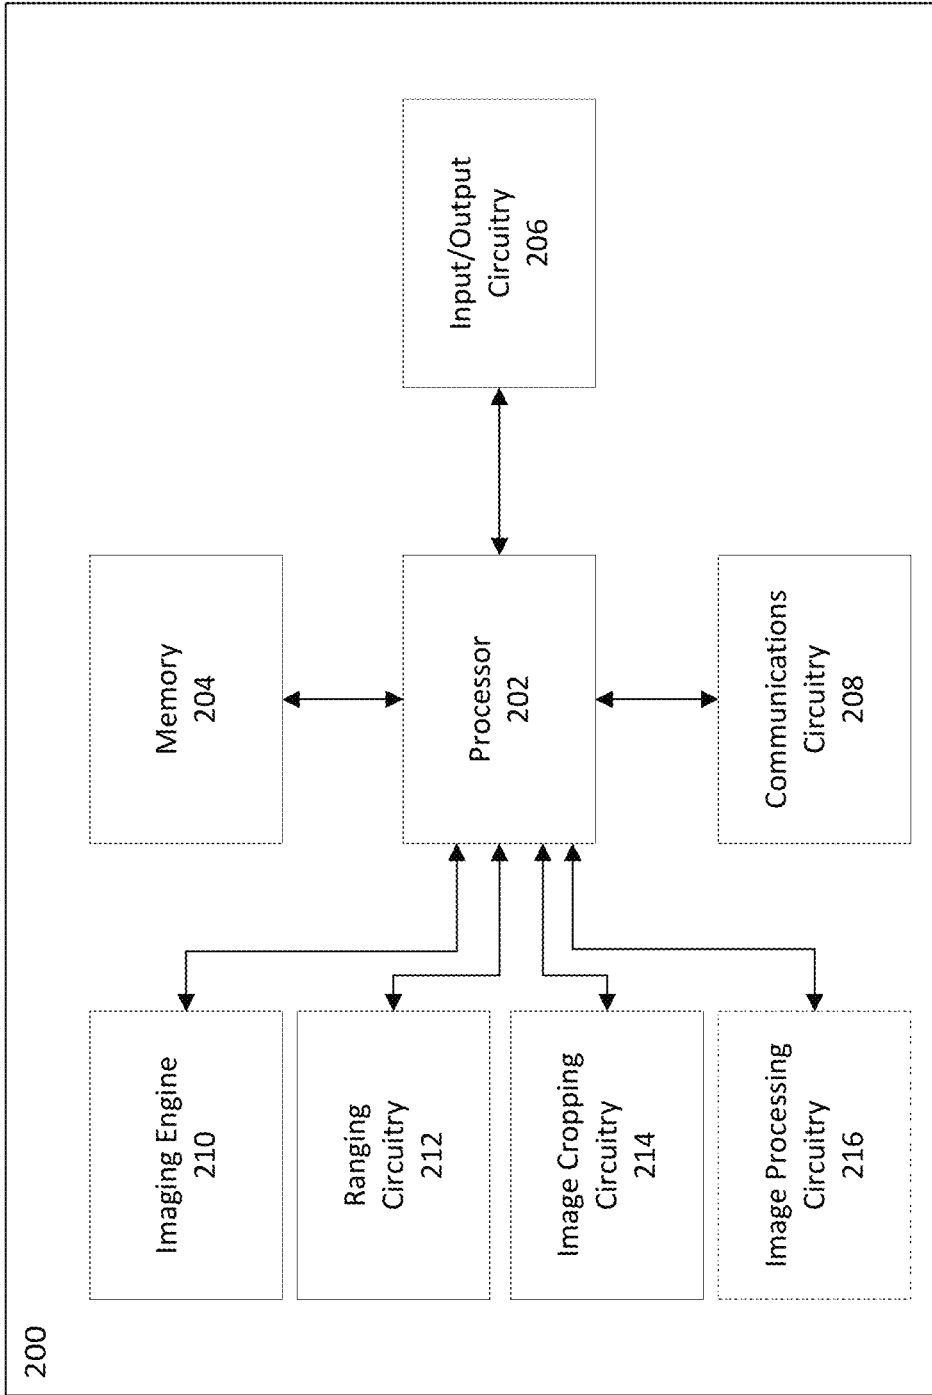 200
Imaging Engine
210
Ranging
Circuitry
212
Image Cropping
Circuitry
214
Image Processing
Circuitry
216
Memory
204
Processor
202
Communications
Circuitry
208
Input/Output
Circuitry
206